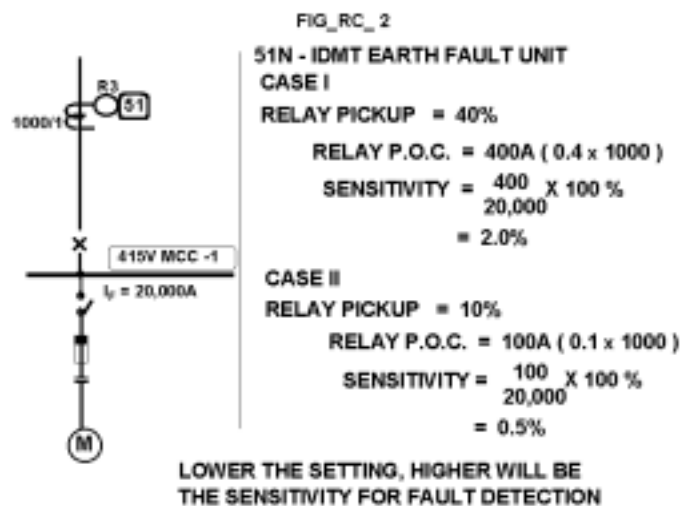 FIG_RC_ 2
51N - IDMT EARTH FAULT UNIT
CASE I
RELAY PICKUP = 40%
RELAY P.O.C. = 400A ( 0.4 x 1000 )
SENSITIVITY = 400 X 100 %
20,000
= 2.0%
R3
51
1000/1
415V MCC -1
IF = 20,000A
M
CASE II
RELAY PICKUP = 10%
RELAY P.O.C. = 100A ( 0.1 x 1000 )
SENSITIVITY = 100 X 100 %
20,000
= 0.5%
LOWER THE SETTING, HIGHER WILL BE
THE SENSITIVITY FOR FAULT DETECTION